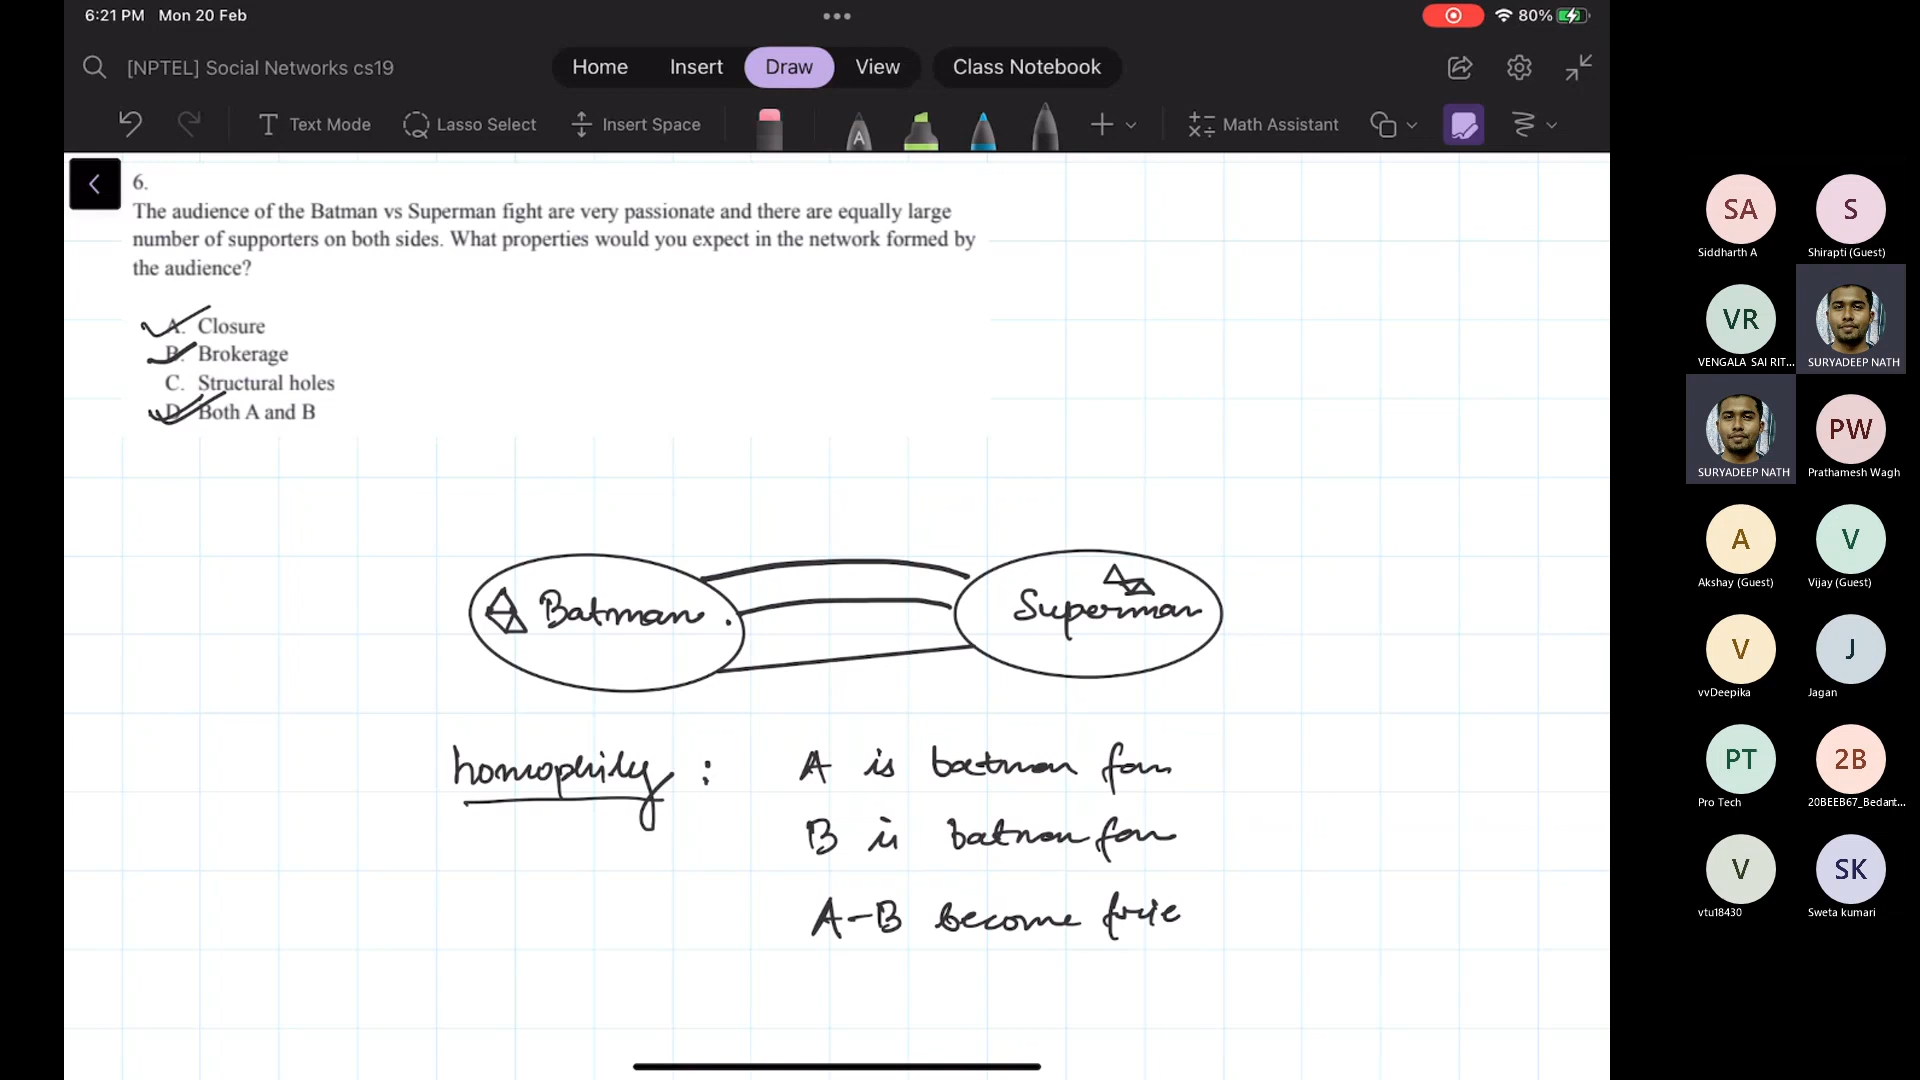 6:21 PM Mon 20 Feb
80%
[NPTEL] Social Networks cs19
Home Insert Draw View Class Notebook
Text Mode Lasso Select Insert Space A Math Assistant
6.
The audience of the Batman vs Superman fight are very passionate and there are equally large
number of supporters on both sides. What properties would you expect in the network formed by
the audience?
A. Closure
B. Brokerage
C. Structural holes
D. Both A and B
Batman .
Superman
homophily : A is batman fan
B is batman fan
A-B become frie
SA S
Siddharth A Shirapti (Guest)
VR
VENGALA SAI RIT... SURYADEEP NATH
PW
SURYADEEP NATH Prathamesh Wagh
A V
Akshay (Guest) Vijay (Guest)
V J
vvDeepika Jagan
PT 2B
Pro Tech 20BEEB67_Bedant...
V SK
vtu18430 Sweta kumari